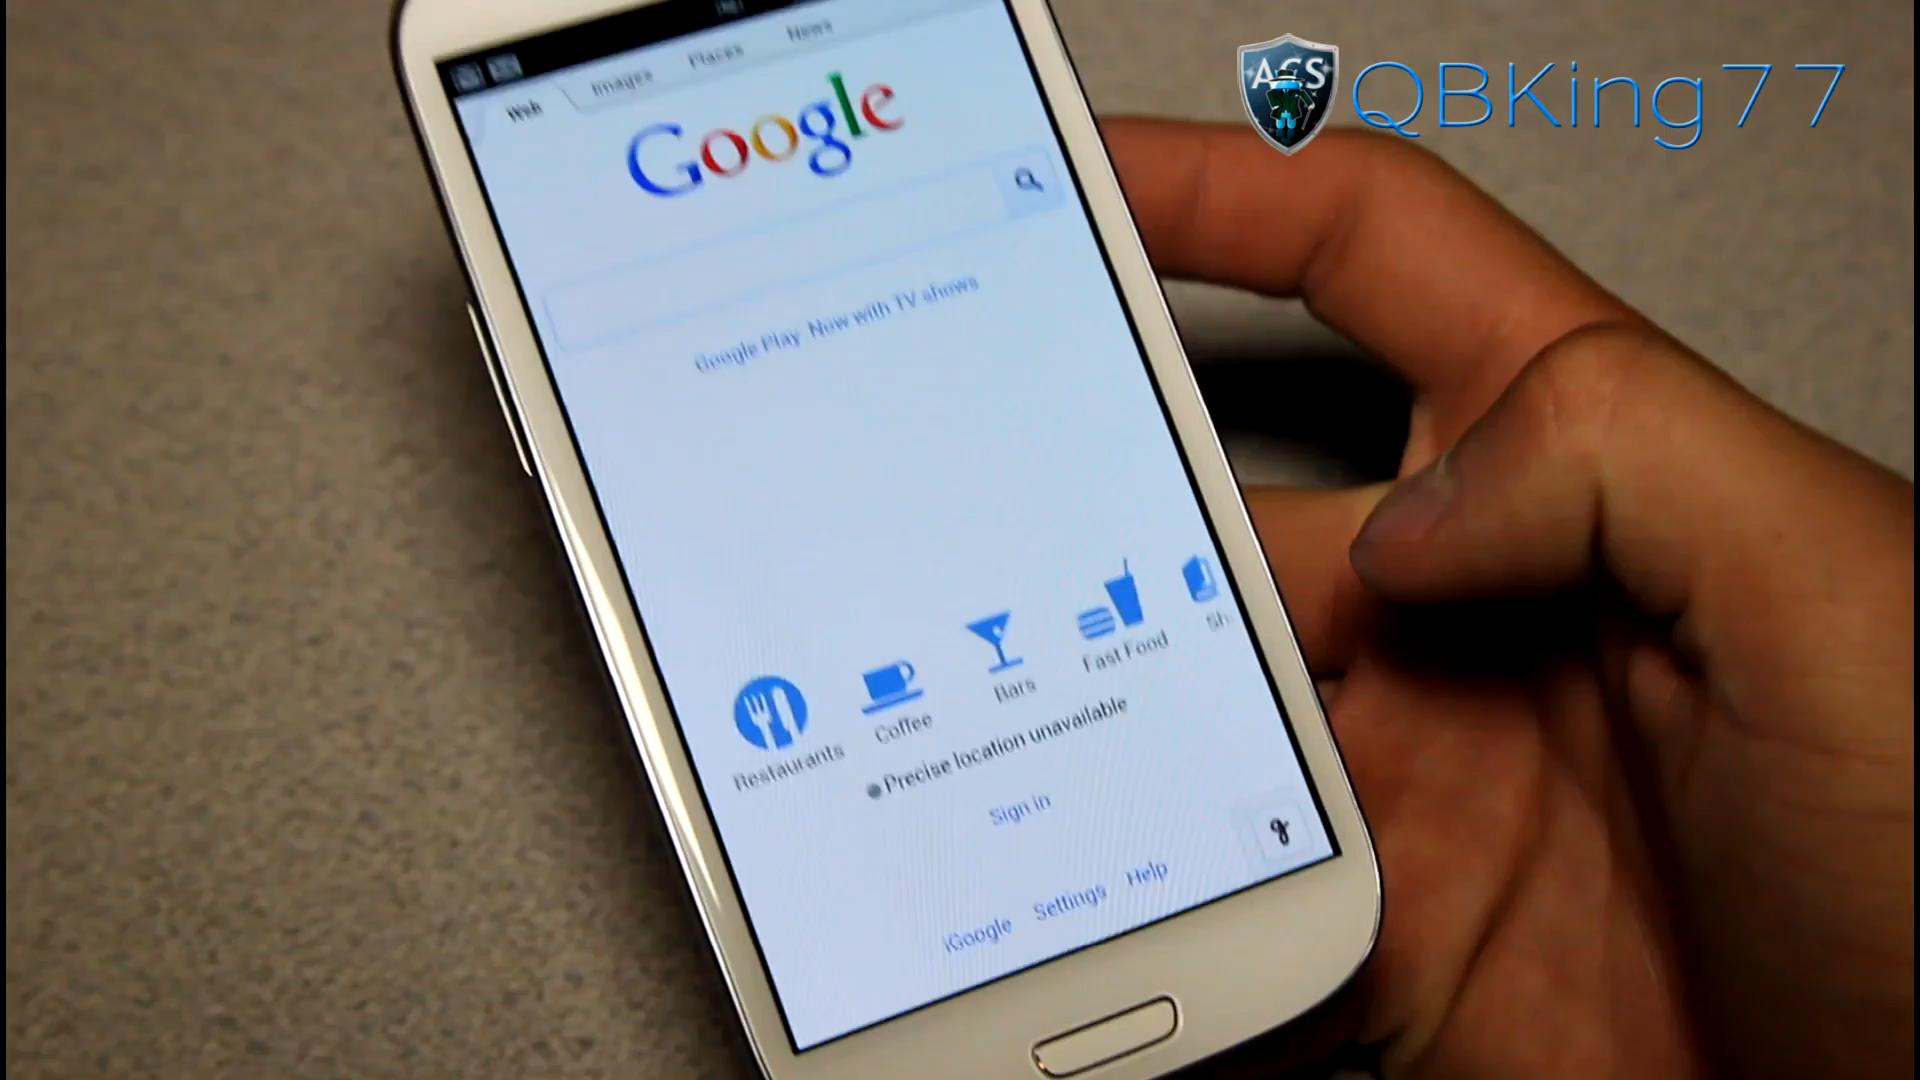 ACS QBKing77
Web Images Places News
Google
Google Play. Now with TV shows
Restaurants Coffee Bars Fast Food Sh
Precise location unavailable
Sign in
g
iGoogle Settings Help